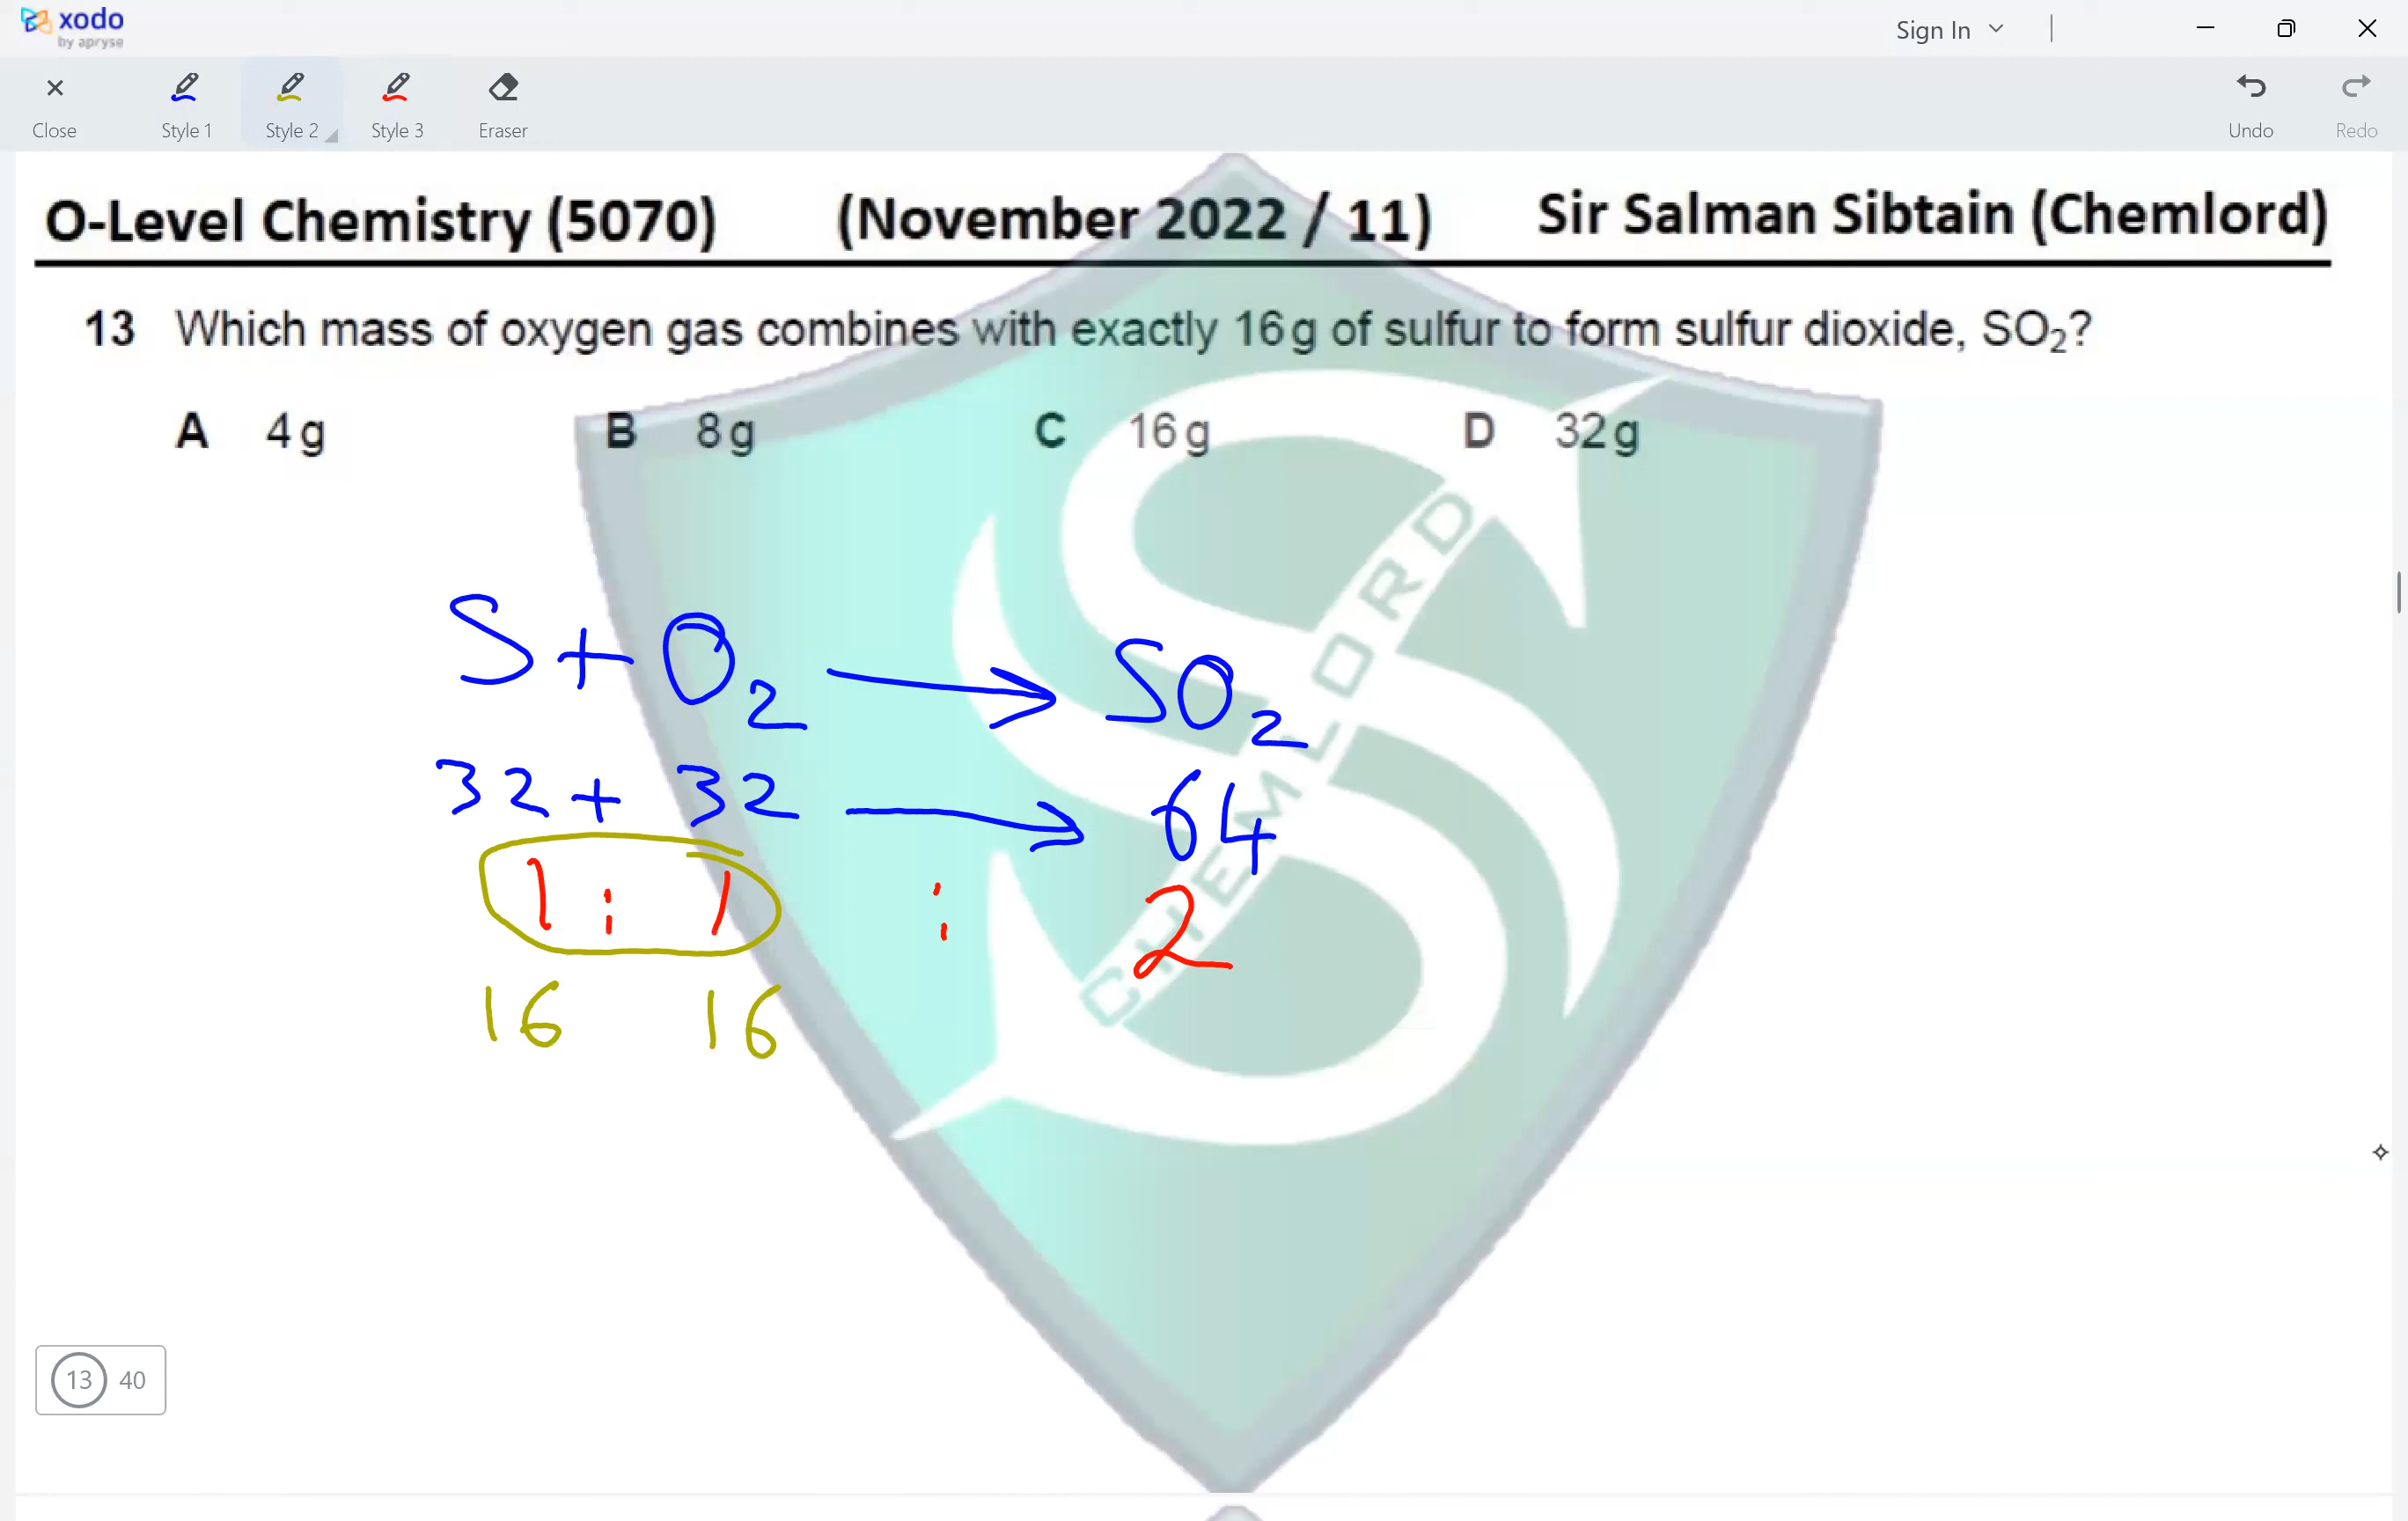 xodo
by apryse
Sign In
Close
Style 1
Style 2
Style 3
Eraser
Undo
Redo
O-Level Chemistry (5070) (November 2022 / 11) Sir Salman Sibtain (Chemlord)
13 Which mass of oxygen gas combines with exactly 16 g of sulfur to form sulfur dioxide, SO₂?
A 4 g B 8 g C 16 g D 32 g
CHEMLORD
S + O₂ → SO₂
32 + 32 → 64
1 : 1 : 2
16 16
13 40